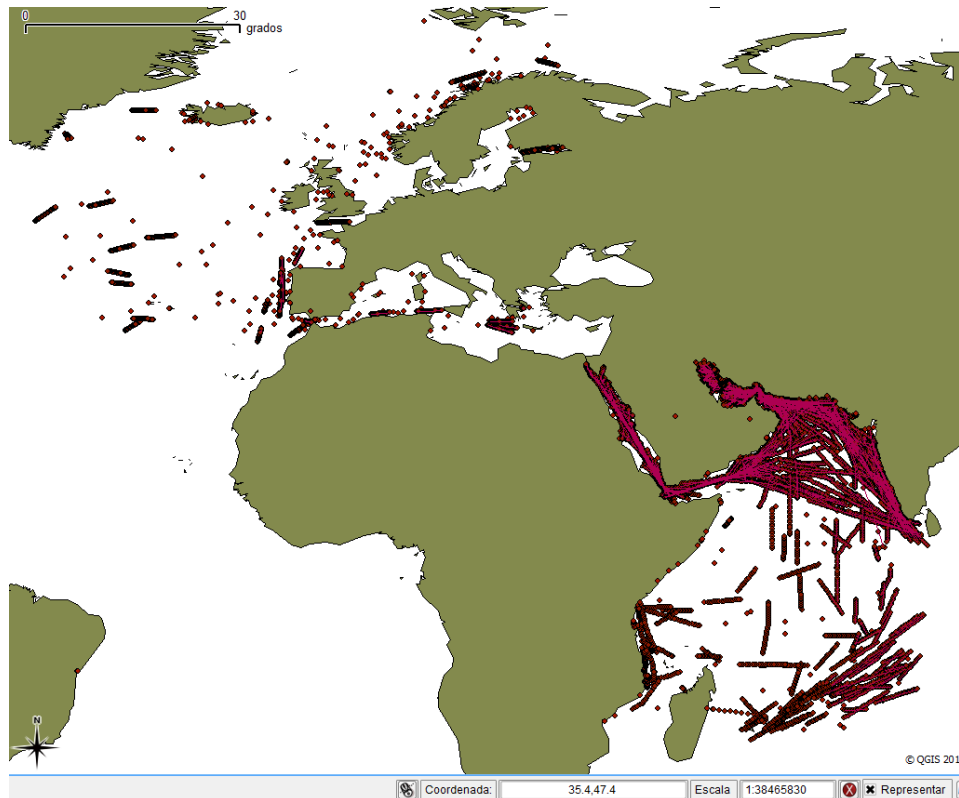 0 30
grados
N
© QGIS 201
Coordenada: 35.4,47.4 Escala 1:38465830 Representar